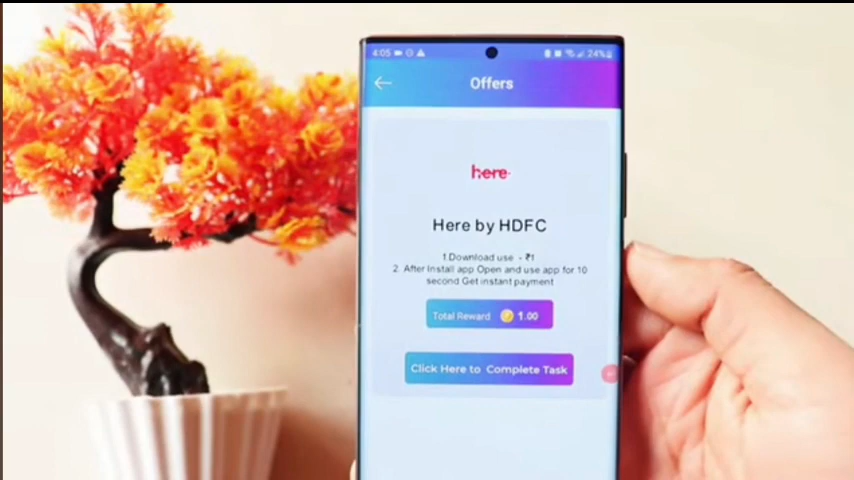 4:05
24%
Offers
here
Here by HDFC
1.Download use - ₹1
2. After Install app Open and use app for 10
second Get instant payment
Total Reward 1.00
Click Here to Complete Task